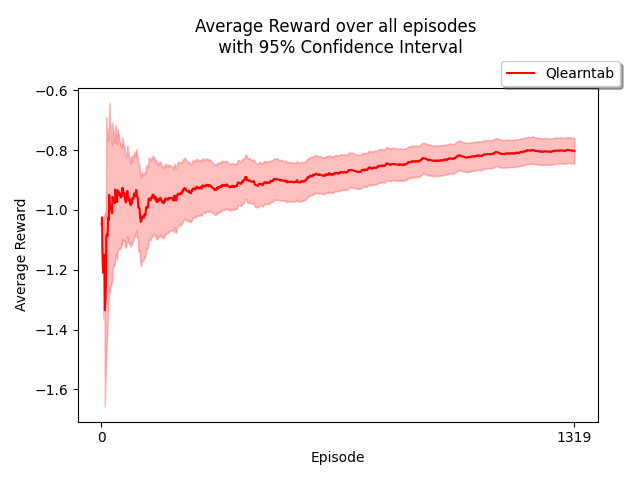 Average Reward over all episodes
with 95% Confidence Interval
Qlearntab
−0.6
−0.8
−1.0
−1.2
−1.4
−1.6
Average Reward
0
1319
Episode